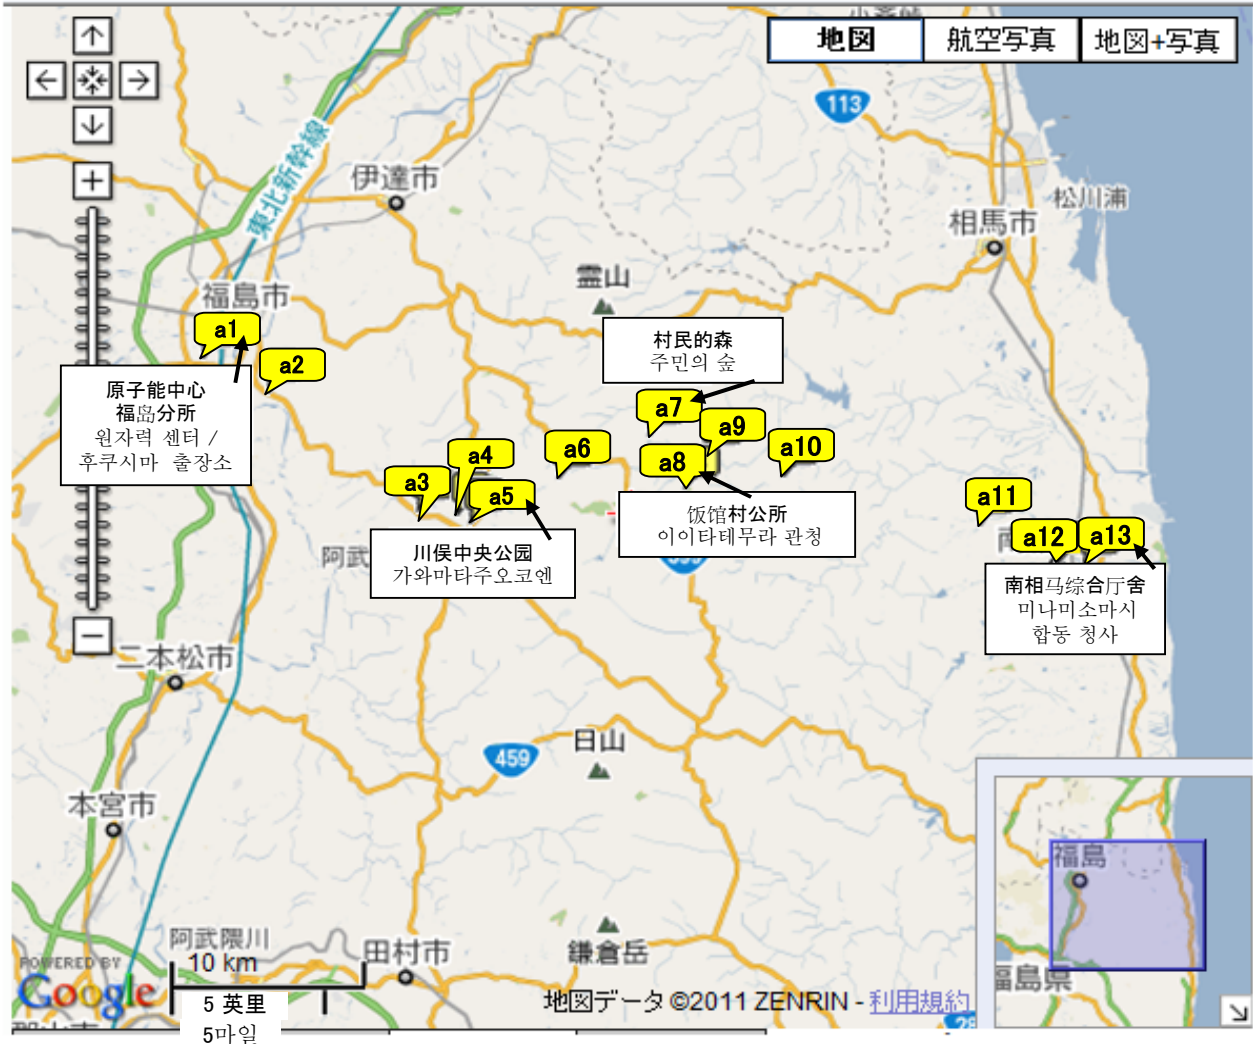 地図
航空写真
地図+写真
113
東北新幹線
伊達市
松川浦
相馬市
霊山
福島市
a1
a2
村民的森
주민의 숲
原子能中心
福岛分所
원자력 센터 /
후쿠시마 출장소
a7
a9
a10
a8
a6
a4
a3
a5
a11
a12
a13
饭馆村公所
이이타테무라 관청
川俣中央公园
가와마타주오코엔
阿武
南相马综合厅舍
미나미소마시
합동 청사
二本松市
日山
459
本宮市
福島
阿武隈川
10 km
田村市
鎌倉岳
福島県
POWERED BY
Google
5 英里
5마일
地図データ ©2011 ZENRIN - 利用規約